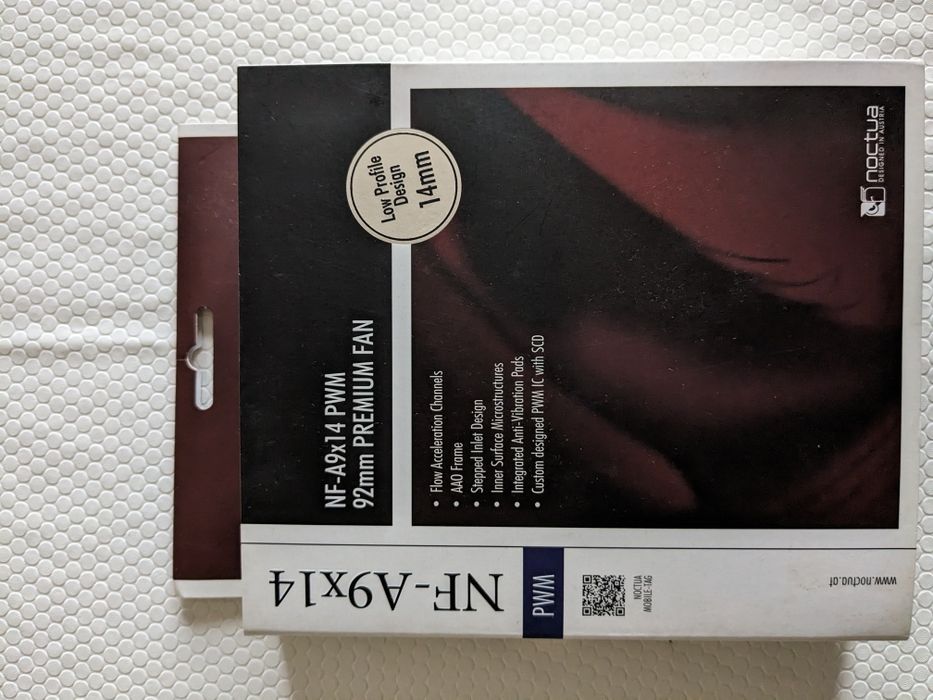 NF-A9x14 PWM
92mm PREMIUM FAN
Low Profile
Design
14mm
• Flow Acceleration Channels
• AAO Frame
• Stepped Inlet Design
• Inner Surface Microstructures
• Integrated Anti-Vibration Pads
• Custom designed PWM IC with SCD
noctua
DESIGNED IN AUSTRIA
NF-A9x14
PWM
NOCTUA
MOBILE-TAG
www.noctua.at